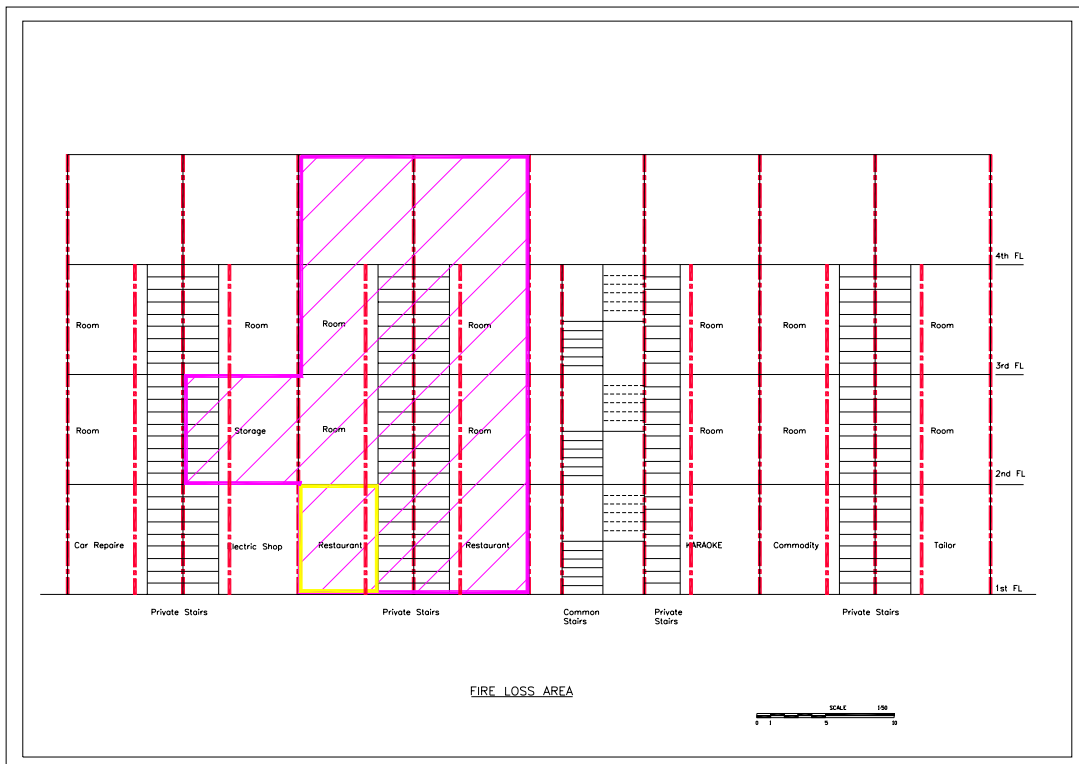 4th FL
Room
Room
Room
Room
Room
Room
Room
3rd FL
Room
Storage
Room
Room
Room
Room
Room
2nd FL
Car Repaire
Electric Shop
Restaurant
Restaurant
KARAOKE
Commodity
Tailor
1st FL
Private Stairs
Private Stairs
Common
Stairs
Private
Stairs
Private Stairs
FIRE LOSS AREA
SCALE 1:50
0 1 5 10